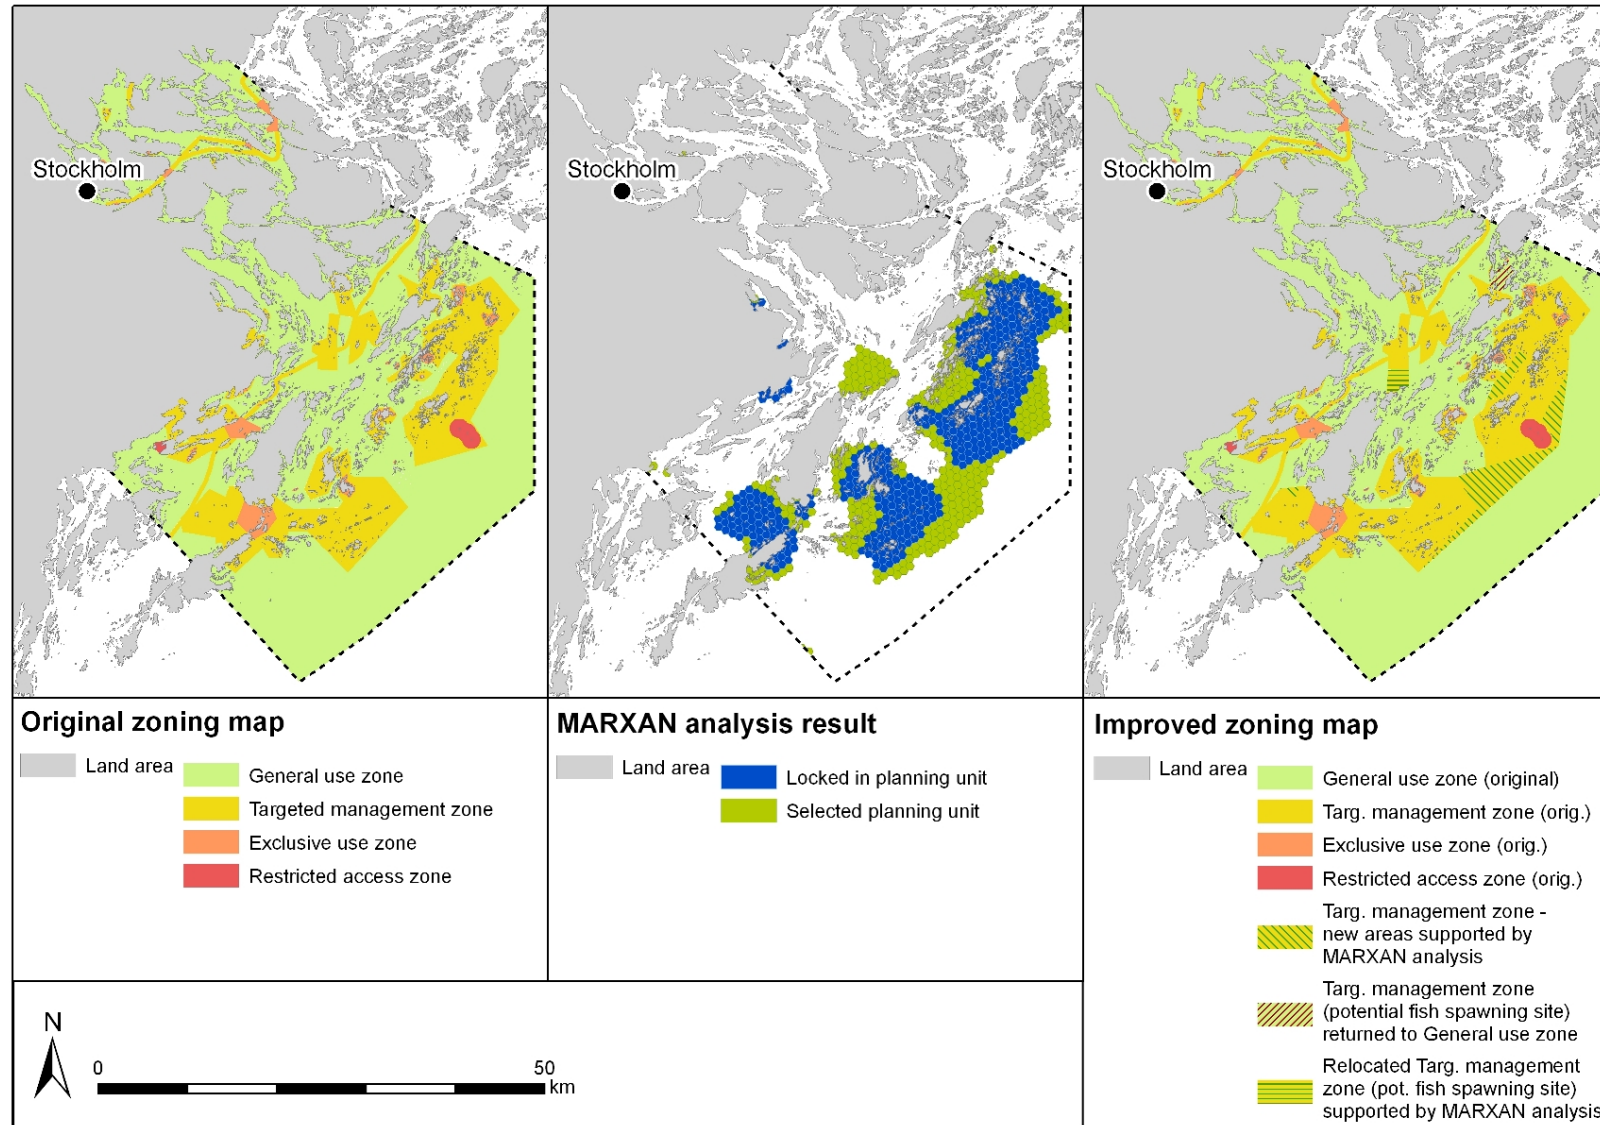 Stockholm
Stockholm
Stockholm
Original zoning map
Land area
General use zone
Targeted management zone
Exclusive use zone
Restricted access zone
MARXAN analysis result
Land area
Locked in planning unit
Selected planning unit
Improved zoning map
Land area
General use zone (original)
Targ. management zone (orig.)
Exclusive use zone (orig.)
Restricted access zone (orig.)
Targ. management zone -
new areas supported by
MARXAN analysis
Targ. management zone
(potential fish spawning site)
returned to General use zone
Relocated Targ. management
zone (pot. fish spawning site)
supported by MARXAN analysis
N
0 50
km